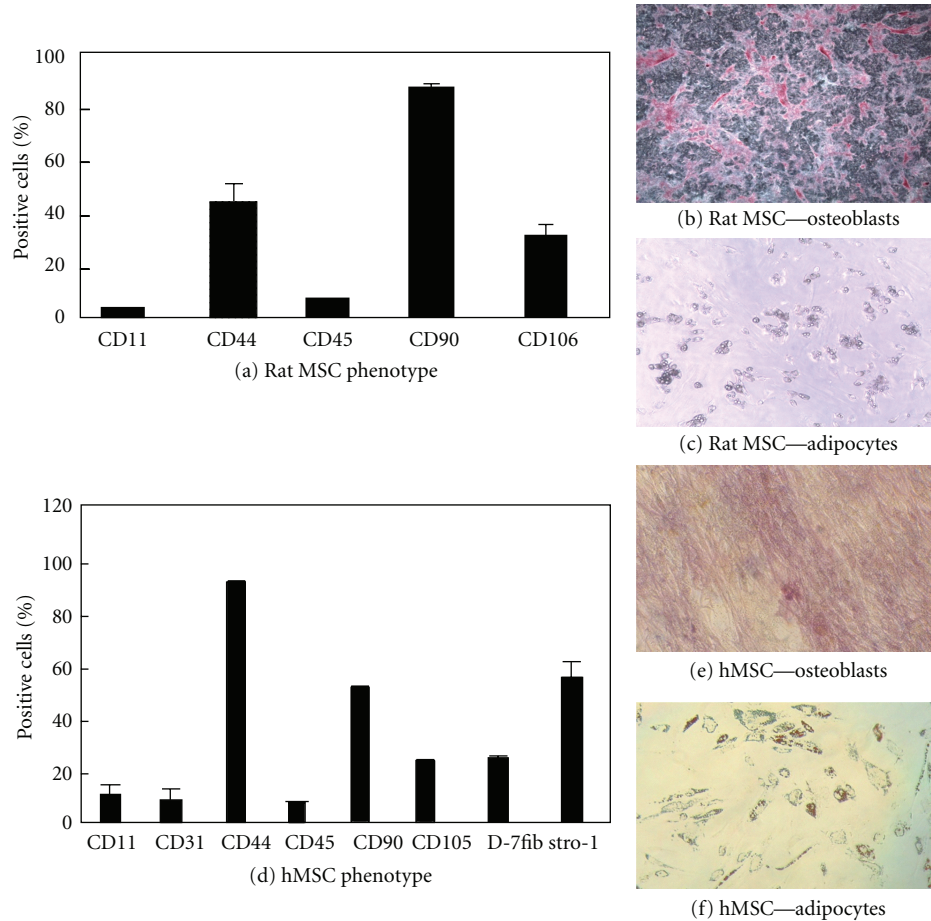 100
80
60
40
20
0
Positive cells (%)
CD11 CD44 CD45 CD90 CD106
(a) Rat MSC phenotype
(b) Rat MSC—osteoblasts
(c) Rat MSC—adipocytes
120
100
80
60
40
20
0
Positive cells (%)
CD11 CD31 CD44 CD45 CD90 CD105 D-7fib stro-1
(d) hMSC phenotype
(e) hMSC—osteoblasts
(f) hMSC—adipocytes